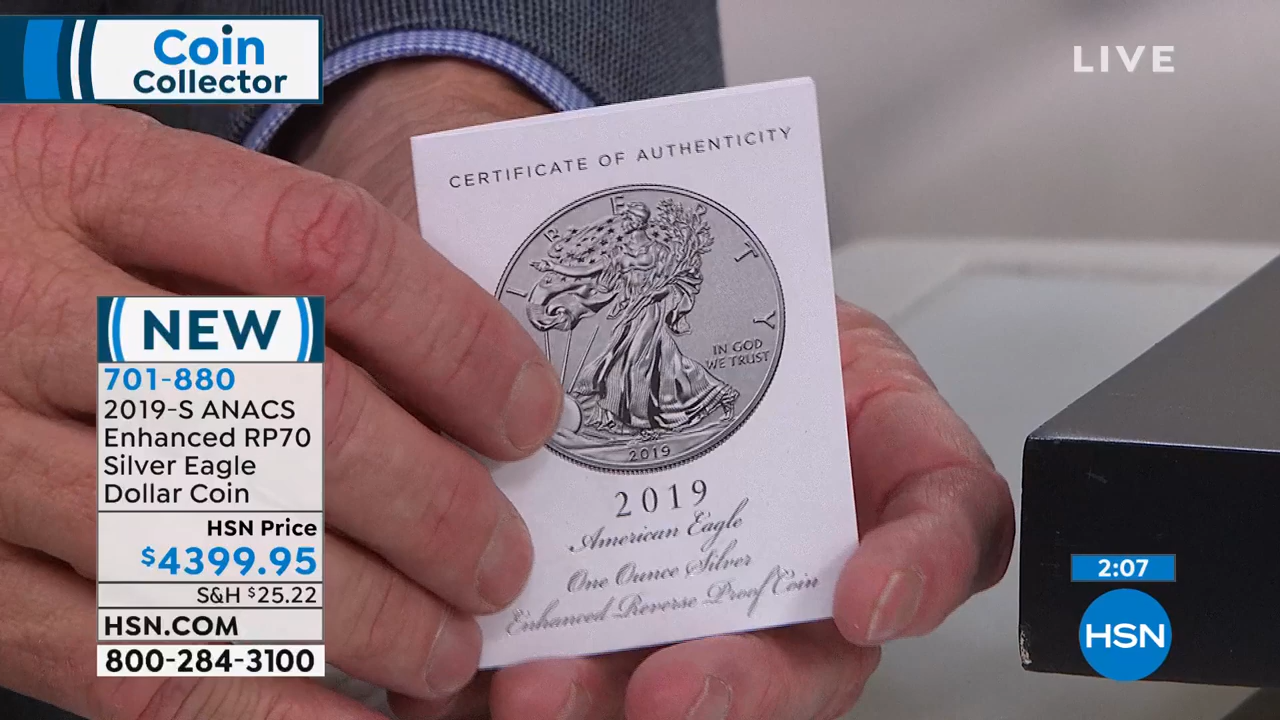 Coin
Collector
LIVE
CERTIFICATE OF AUTHENTICITY
LIBERTY
IN GOD
WE TRUST
2019
2019
American Eagle
One Ounce Silver
Enhanced Reverse Proof Coin
NEW
701-880
2019-S ANACS
Enhanced RP70
Silver Eagle
Dollar Coin
HSN Price
$4399.95
S&H $25.22
HSN.COM
800-284-3100
2:07
HSN